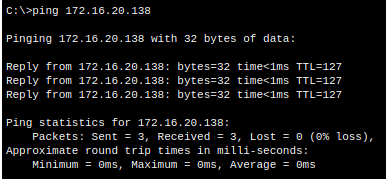 C:\>ping 172.16.20.138
Pinging 172.16.20.138 with 32 bytes of data:
Reply from 172.16.20.138: bytes=32 time<1ms TTL=127
Reply from 172.16.20.138: bytes=32 time<1ms TTL=127
Reply from 172.16.20.138: bytes=32 time<1ms TTL=127
Ping statistics for 172.16.20.138:
    Packets: Sent = 3, Received = 3, Lost = 0 (0% loss),
Approximate round trip times in milli-seconds:
    Minimum = 0ms, Maximum = 0ms, Average = 0ms